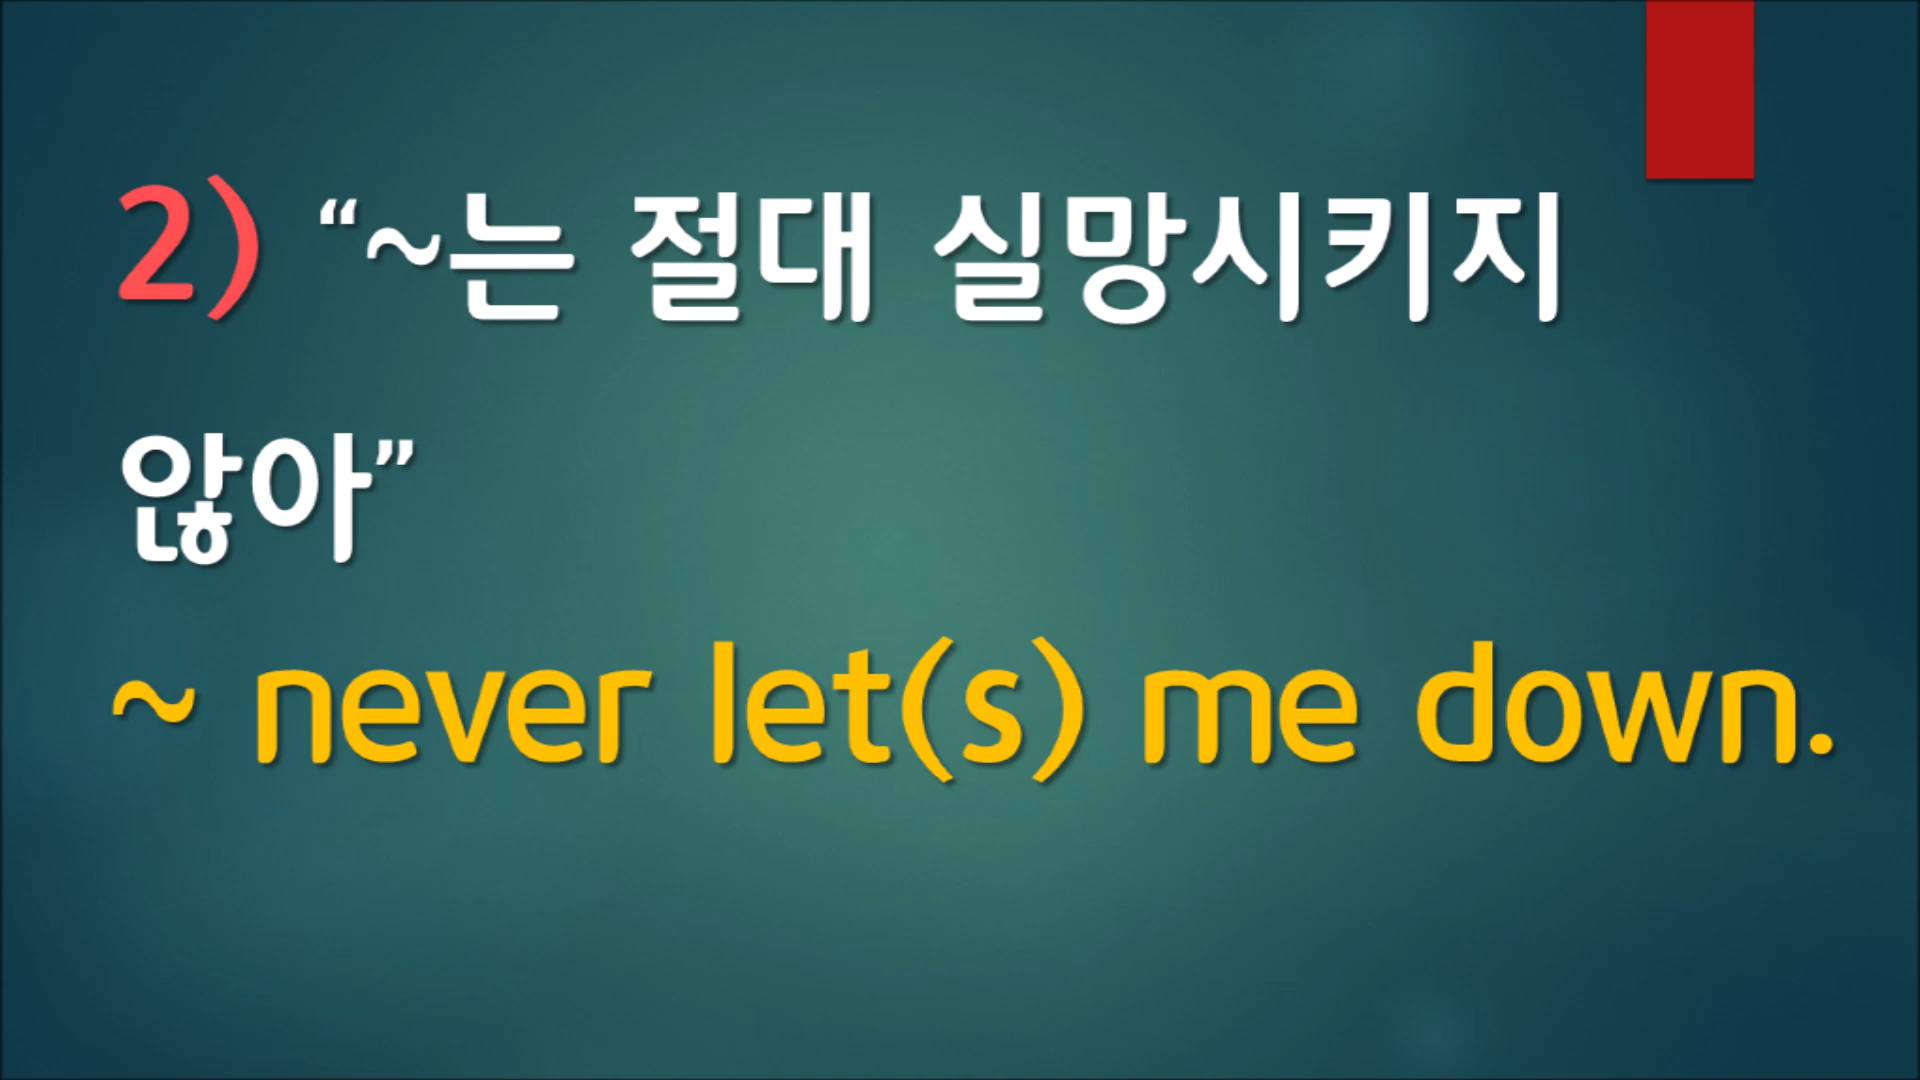 2) “~는 절대 실망시키지
않아”
~ never let(s) me down.